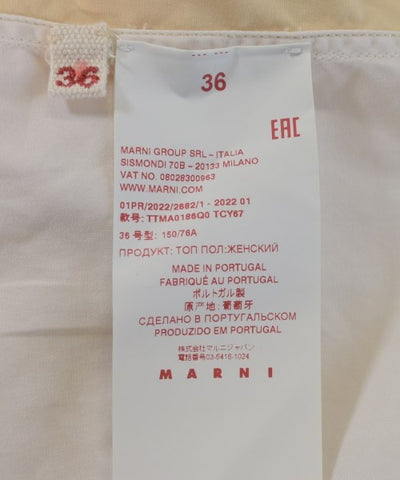 36
36
EAC
MARNI GROUP SRL – ITALIA
SISMONDI 70B – 20133 MILANO
VAT NO. 08028300963
WWW.MARNI.COM
01PR/2022/2682/1 - 2022 01
款号: TTMA0186Q0 TCY67
36 号型: 150/76A
ПРОДУКТ: ТОП ПОЛ:ЖЕНСКИЙ
MADE IN PORTUGAL
FABRIQUÉ AU PORTUGAL
ポルトガル製
原产地: 葡萄牙
СДЕЛАНО В ПОРТУГАЛЬСКОМ
PRODUZIDO EM PORTUGAL
株式会社マルニジャパン
電話番号03-5416-1024
MARNI